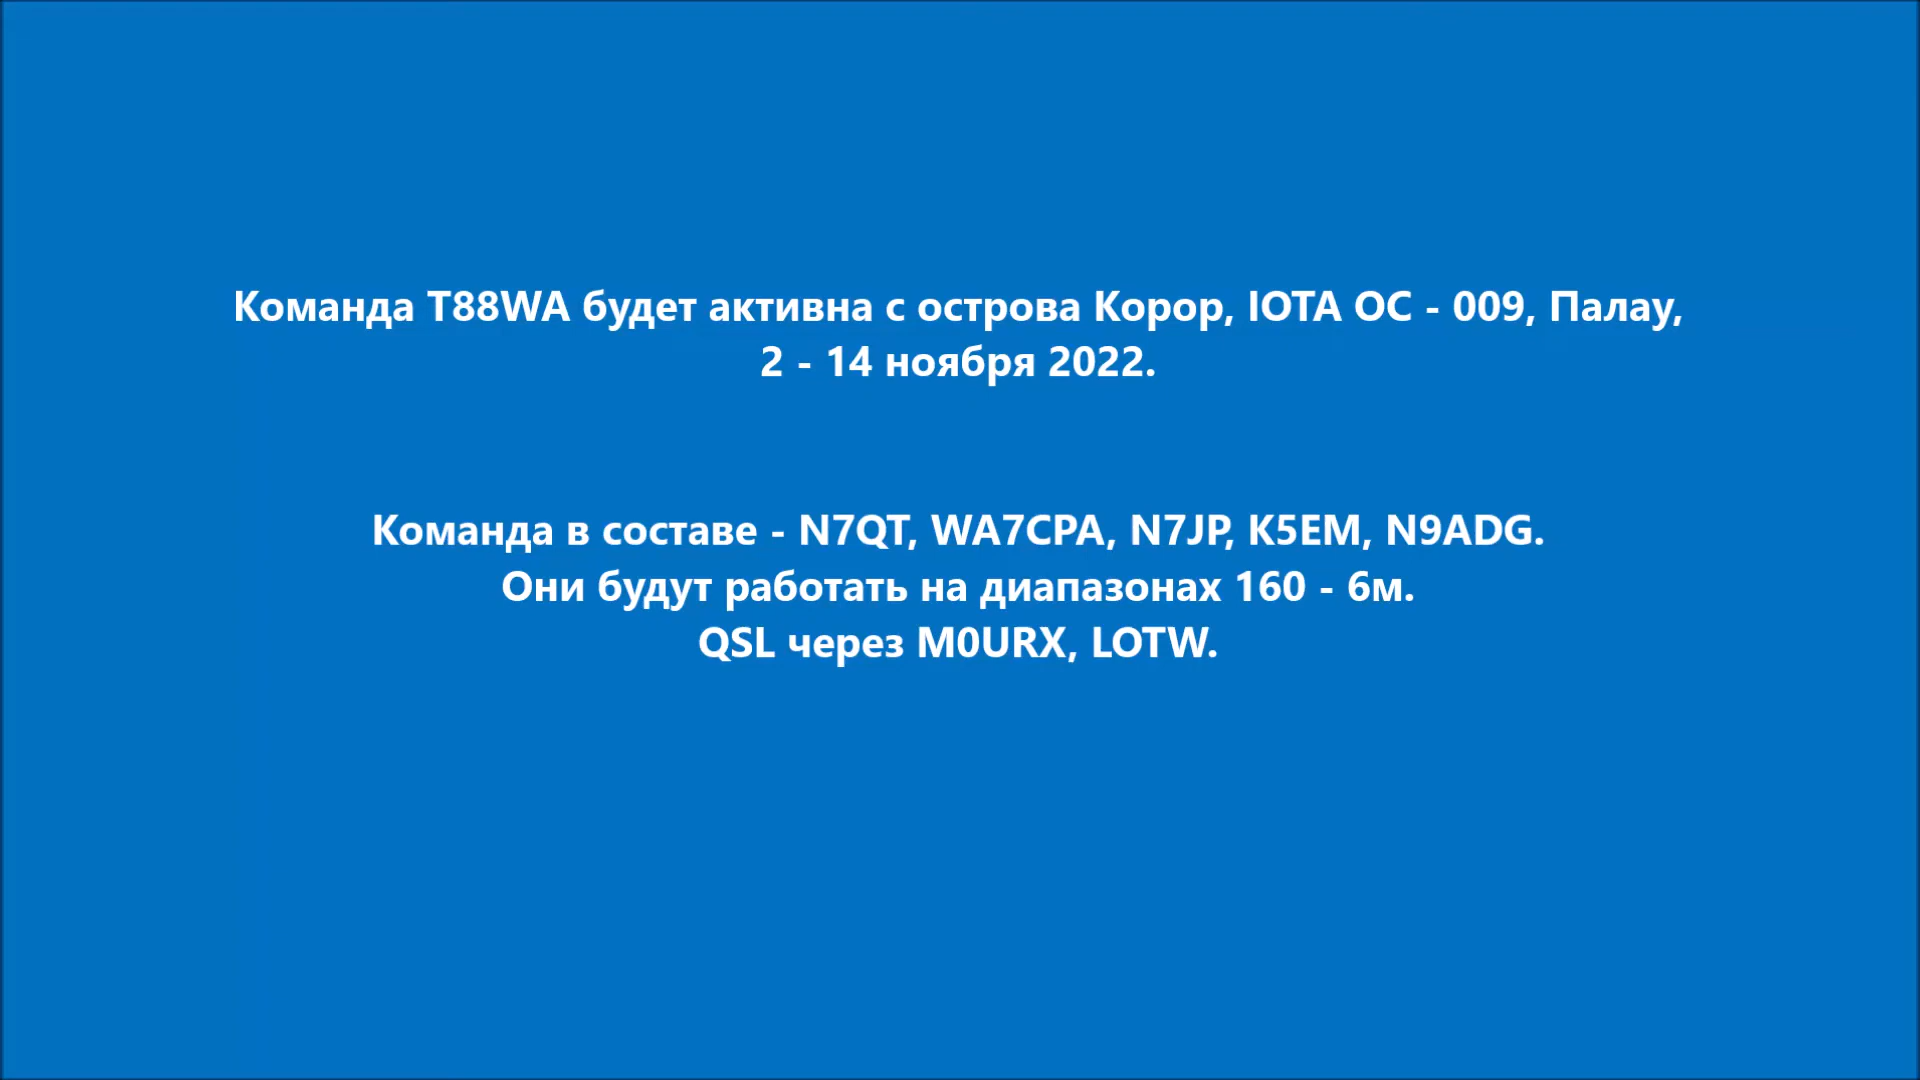 Команда T88WA будет активна с острова Корор, IOTA OC - 009, Палау,
2 - 14 ноября 2022.
Команда в составе - N7QT, WA7CPA, N7JP, K5EM, N9ADG.
Они будут работать на диапазонах 160 - 6м.
QSL через M0URX, LOTW.